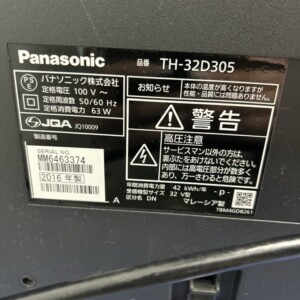 Panasonic
品番 TH-32D305
パナソニック株式会社
定格電圧 100 V～
定格周波数 50/60 Hz
定格消費電力 63 W
お知らせ
本体の温度が高くなりますが、
性能・品質には問題ありません。
JQA JQ10009
製造番号
SERIAL NO
MM6463374
2016 年製
A
警告
高圧注意
サービスマン以外の方は、
裏ぶたをあけないでください。
内部には高電圧部分が数多く
あり、万一さわると危険です。
年間消費電力量 42 kWh/年 - p -
受信機型サイズ 32 V型
区分名 DN マレーシア製